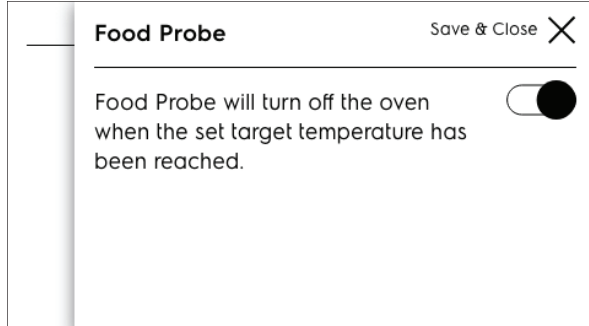 Food Probe
Save & Close
Food Probe will turn off the oven
when the set target temperature has
been reached.